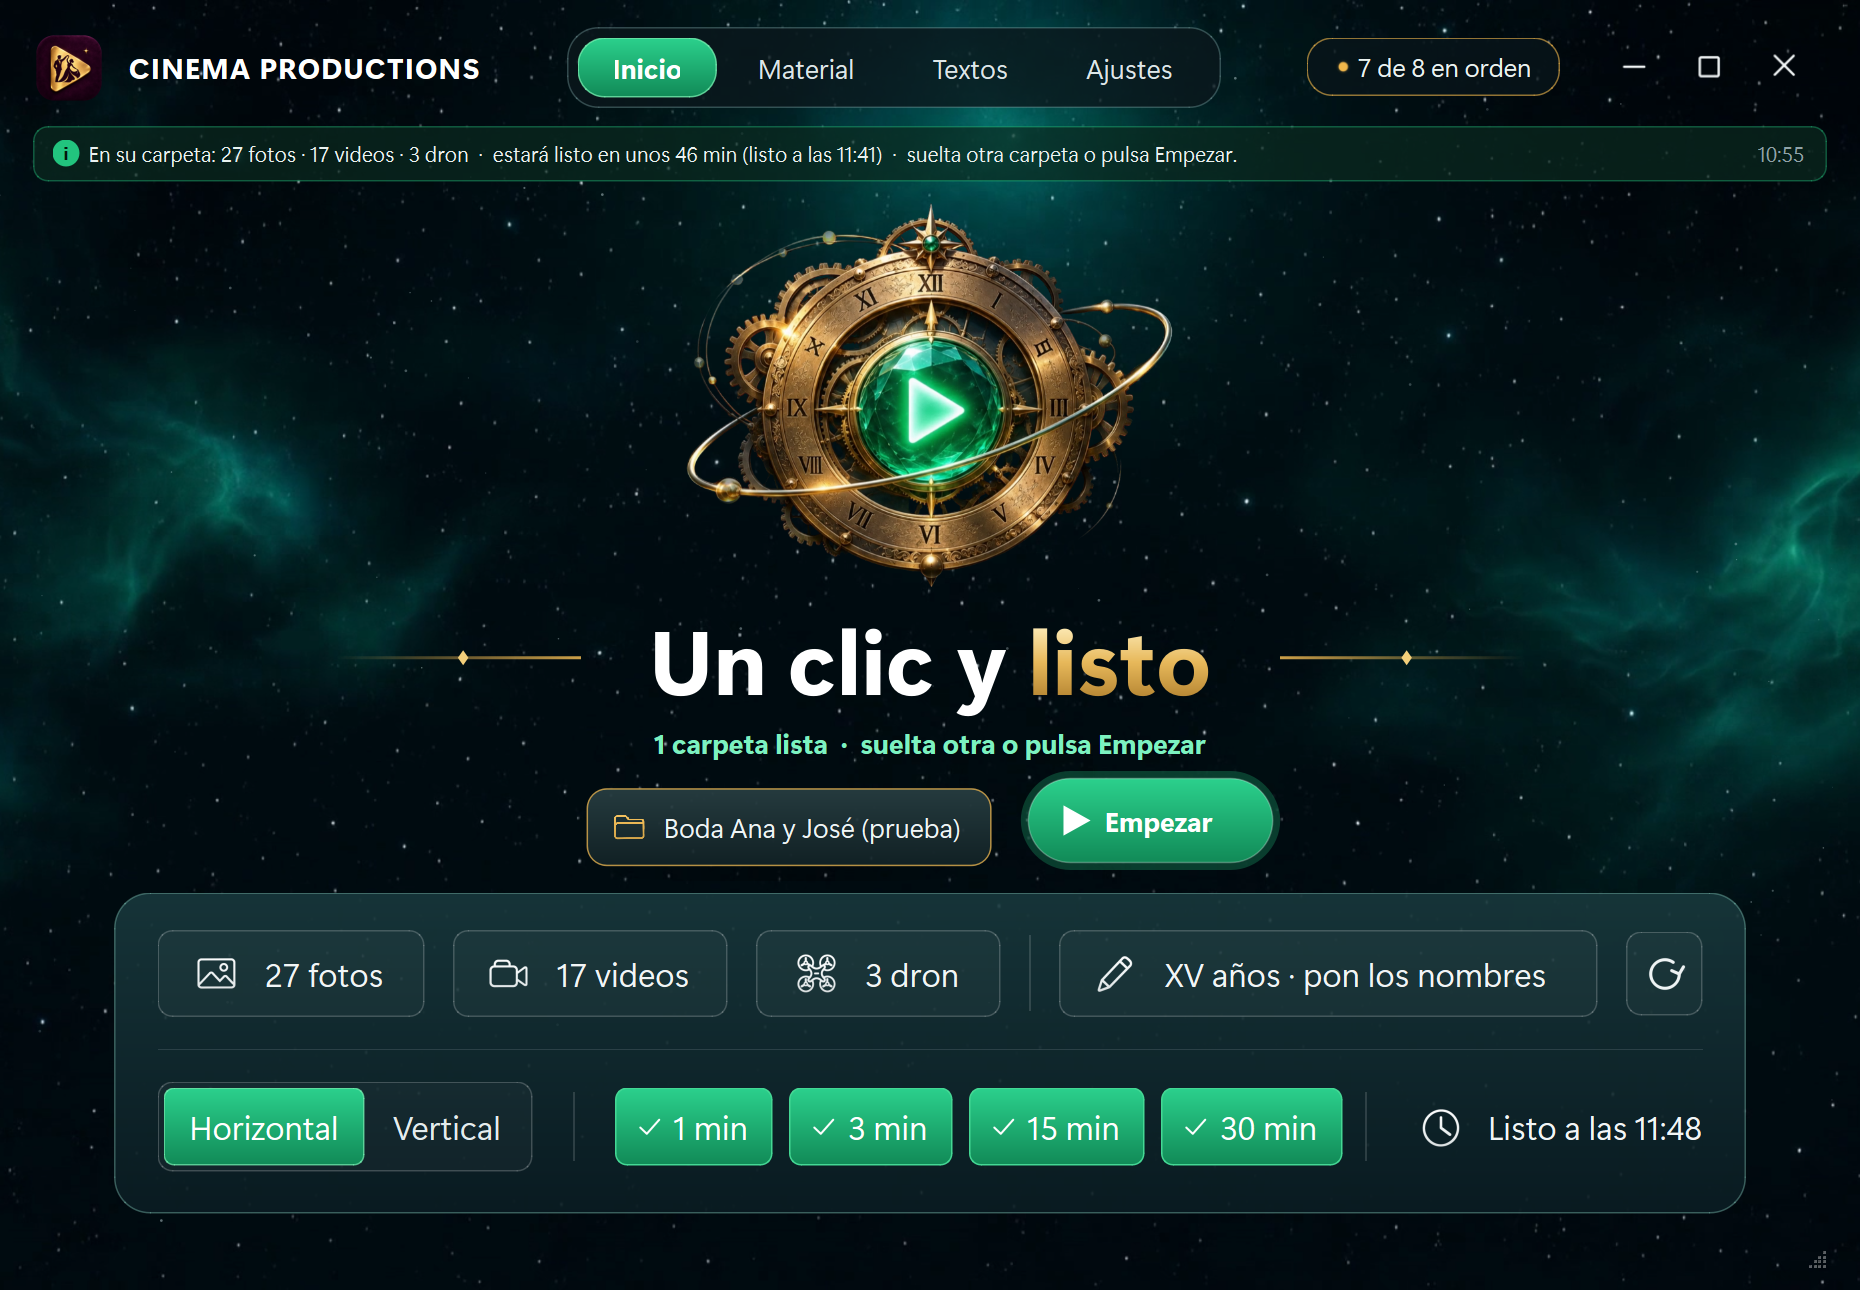 CINEMA PRODUCTIONS
Inicio
Material
Textos
Ajustes
7 de 8 en orden
En su carpeta: 27 fotos · 17 videos · 3 dron · estará listo en unos 46 min (listo a las 11:41) · suelta otra carpeta o pulsa Empezar.
10:55
XII
I
II
III
IV
V
VI
VII
VIII
IX
X
XI
Un clic y listo
1 carpeta lista · suelta otra o pulsa Empezar
Boda Ana y José (prueba)
Empezar
27 fotos
17 videos
3 dron
XV años · pon los nombres
Horizontal
Vertical
1 min
3 min
15 min
30 min
Listo a las 11:48